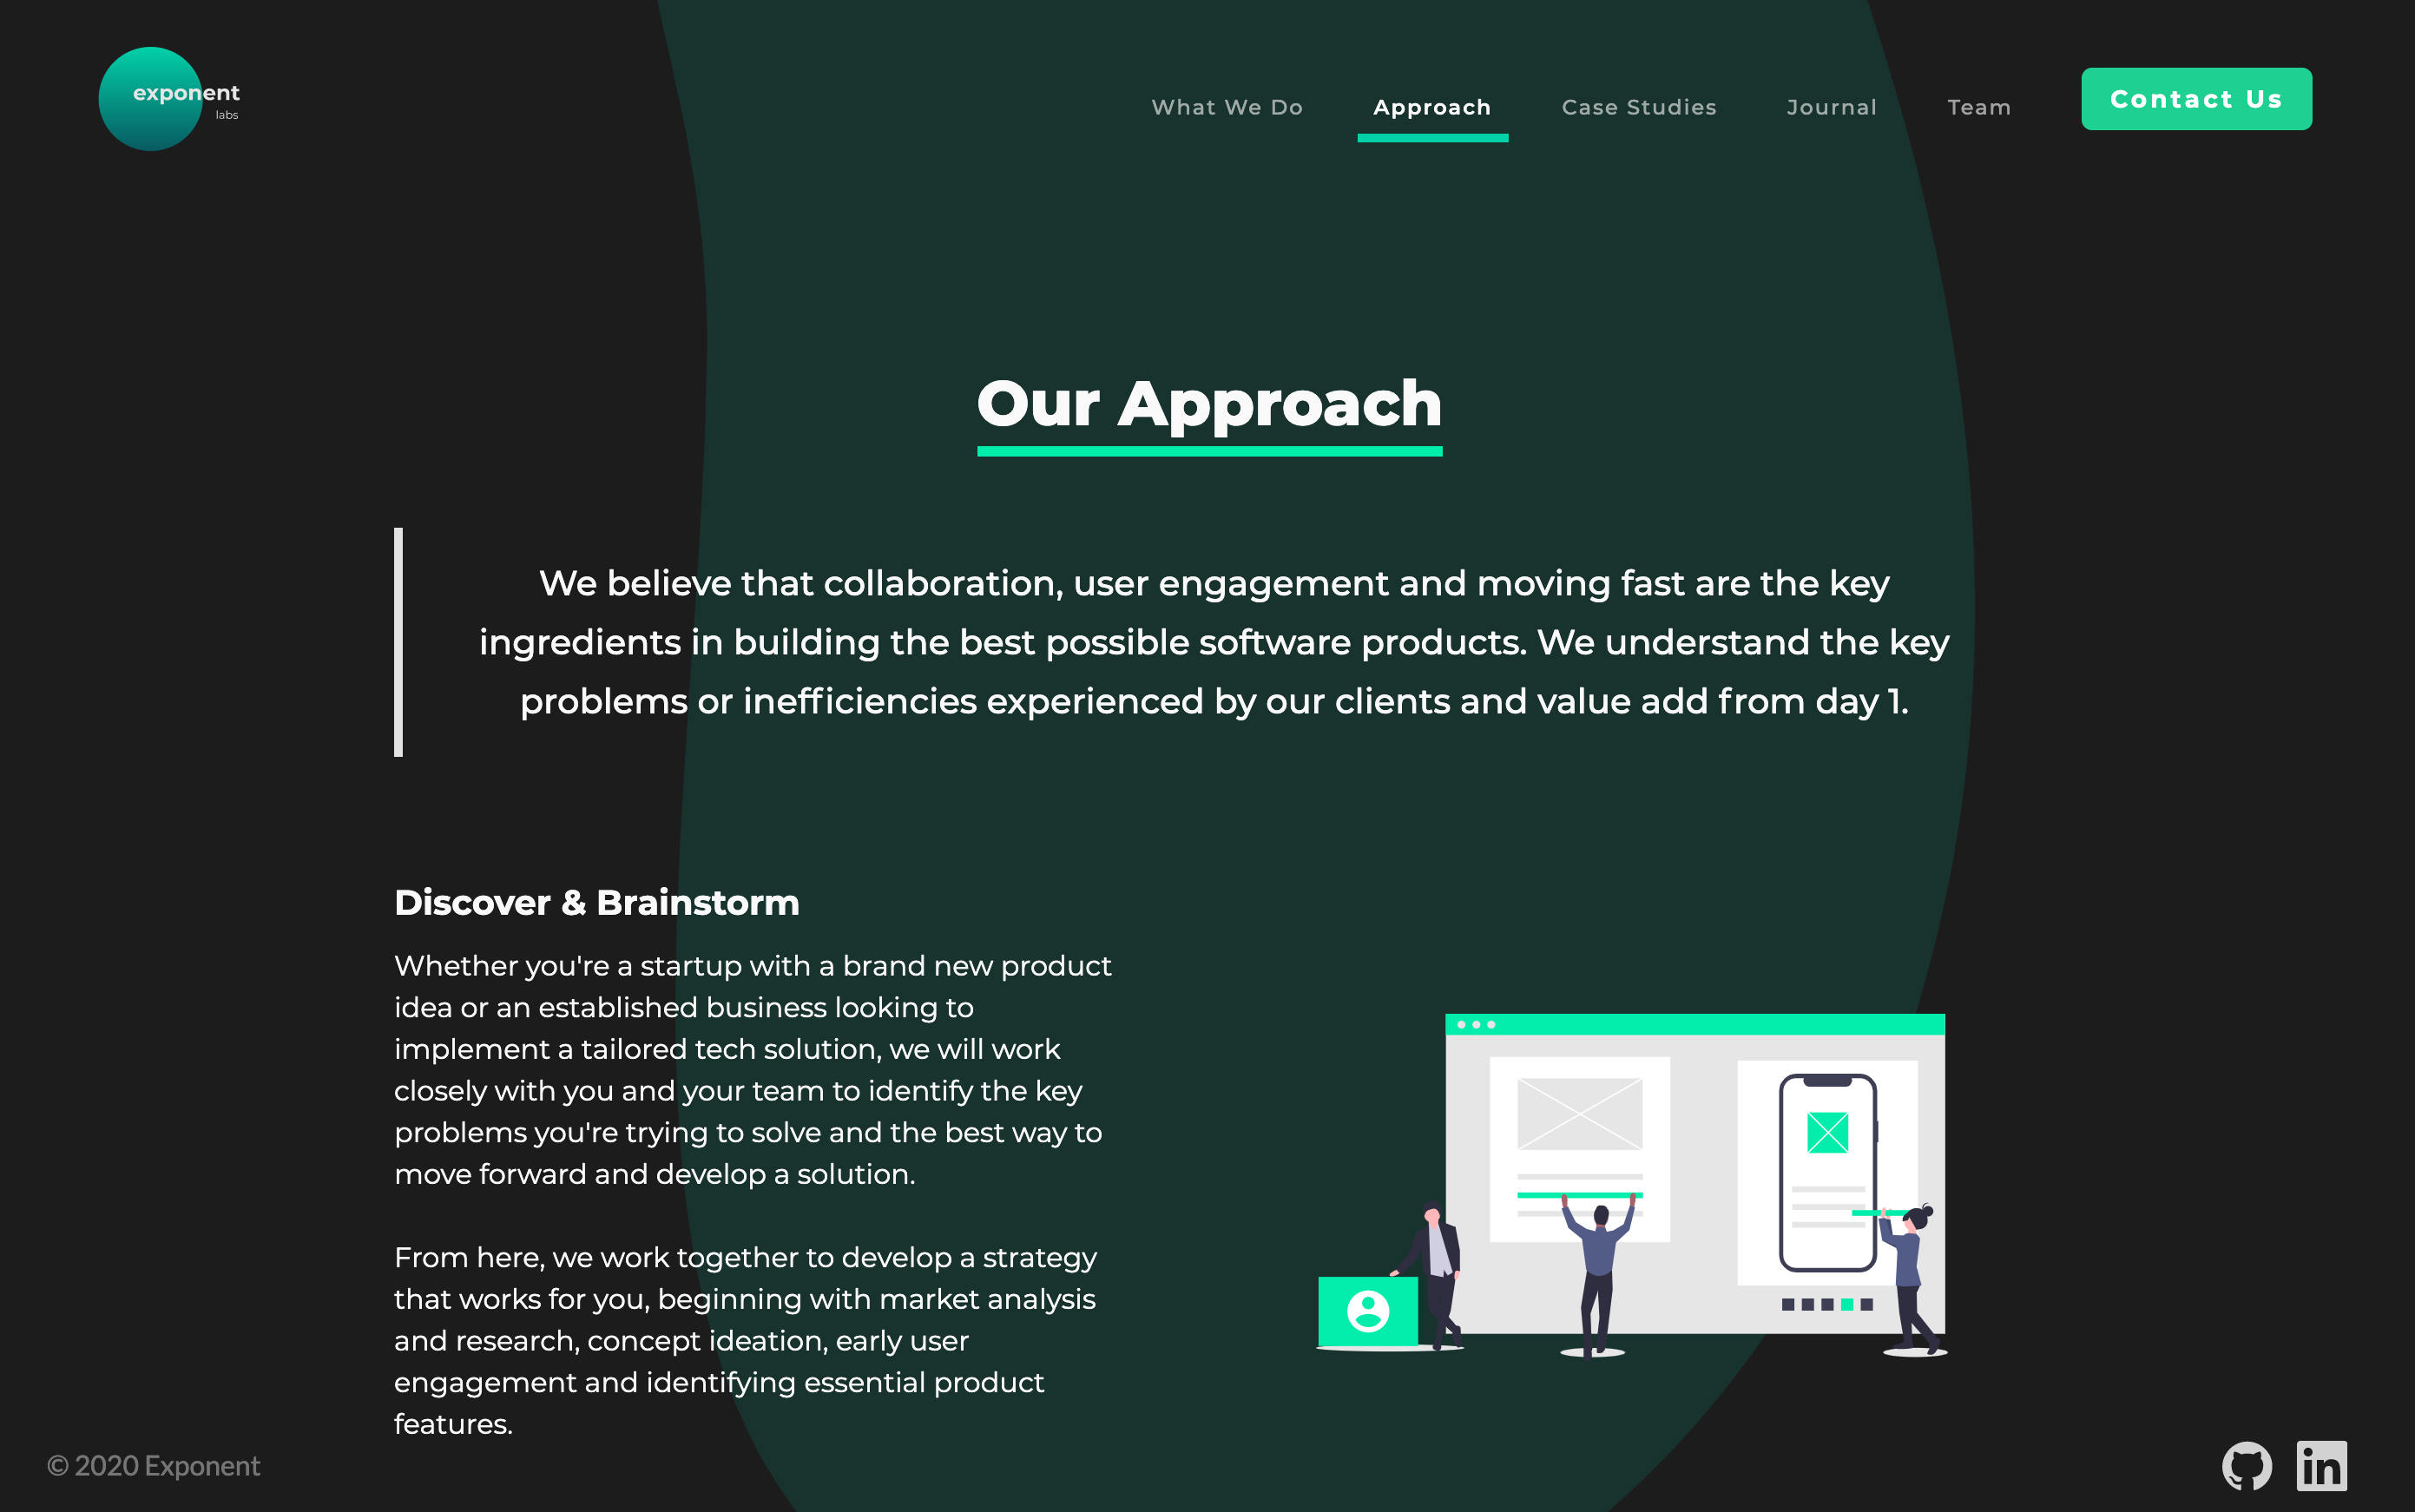 exponent
labs
What We Do
Approach
Case Studies
Journal
Team
Contact Us
Our Approach
We believe that collaboration, user engagement and moving fast are the key
ingredients in building the best possible software products. We understand the key
problems or inefficiencies experienced by our clients and value add from day 1.
Discover & Brainstorm
Whether you're a startup with a brand new product
idea or an established business looking to
implement a tailored tech solution, we will work
closely with you and your team to identify the key
problems you're trying to solve and the best way to
move forward and develop a solution.
From here, we work together to develop a strategy
that works for you, beginning with market analysis
and research, concept ideation, early user
engagement and identifying essential product
features.
© 2020 Exponent
in